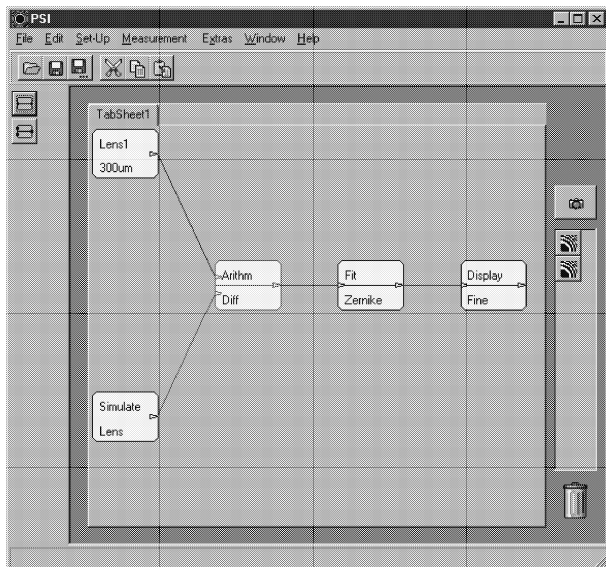 PSI
File Edit Set-Up Measurement Extras Window Help
TabSheet1
Lens1
300um
Arithm
Diff
Fit
Zernike
Display
Fine
Simulate
Lens